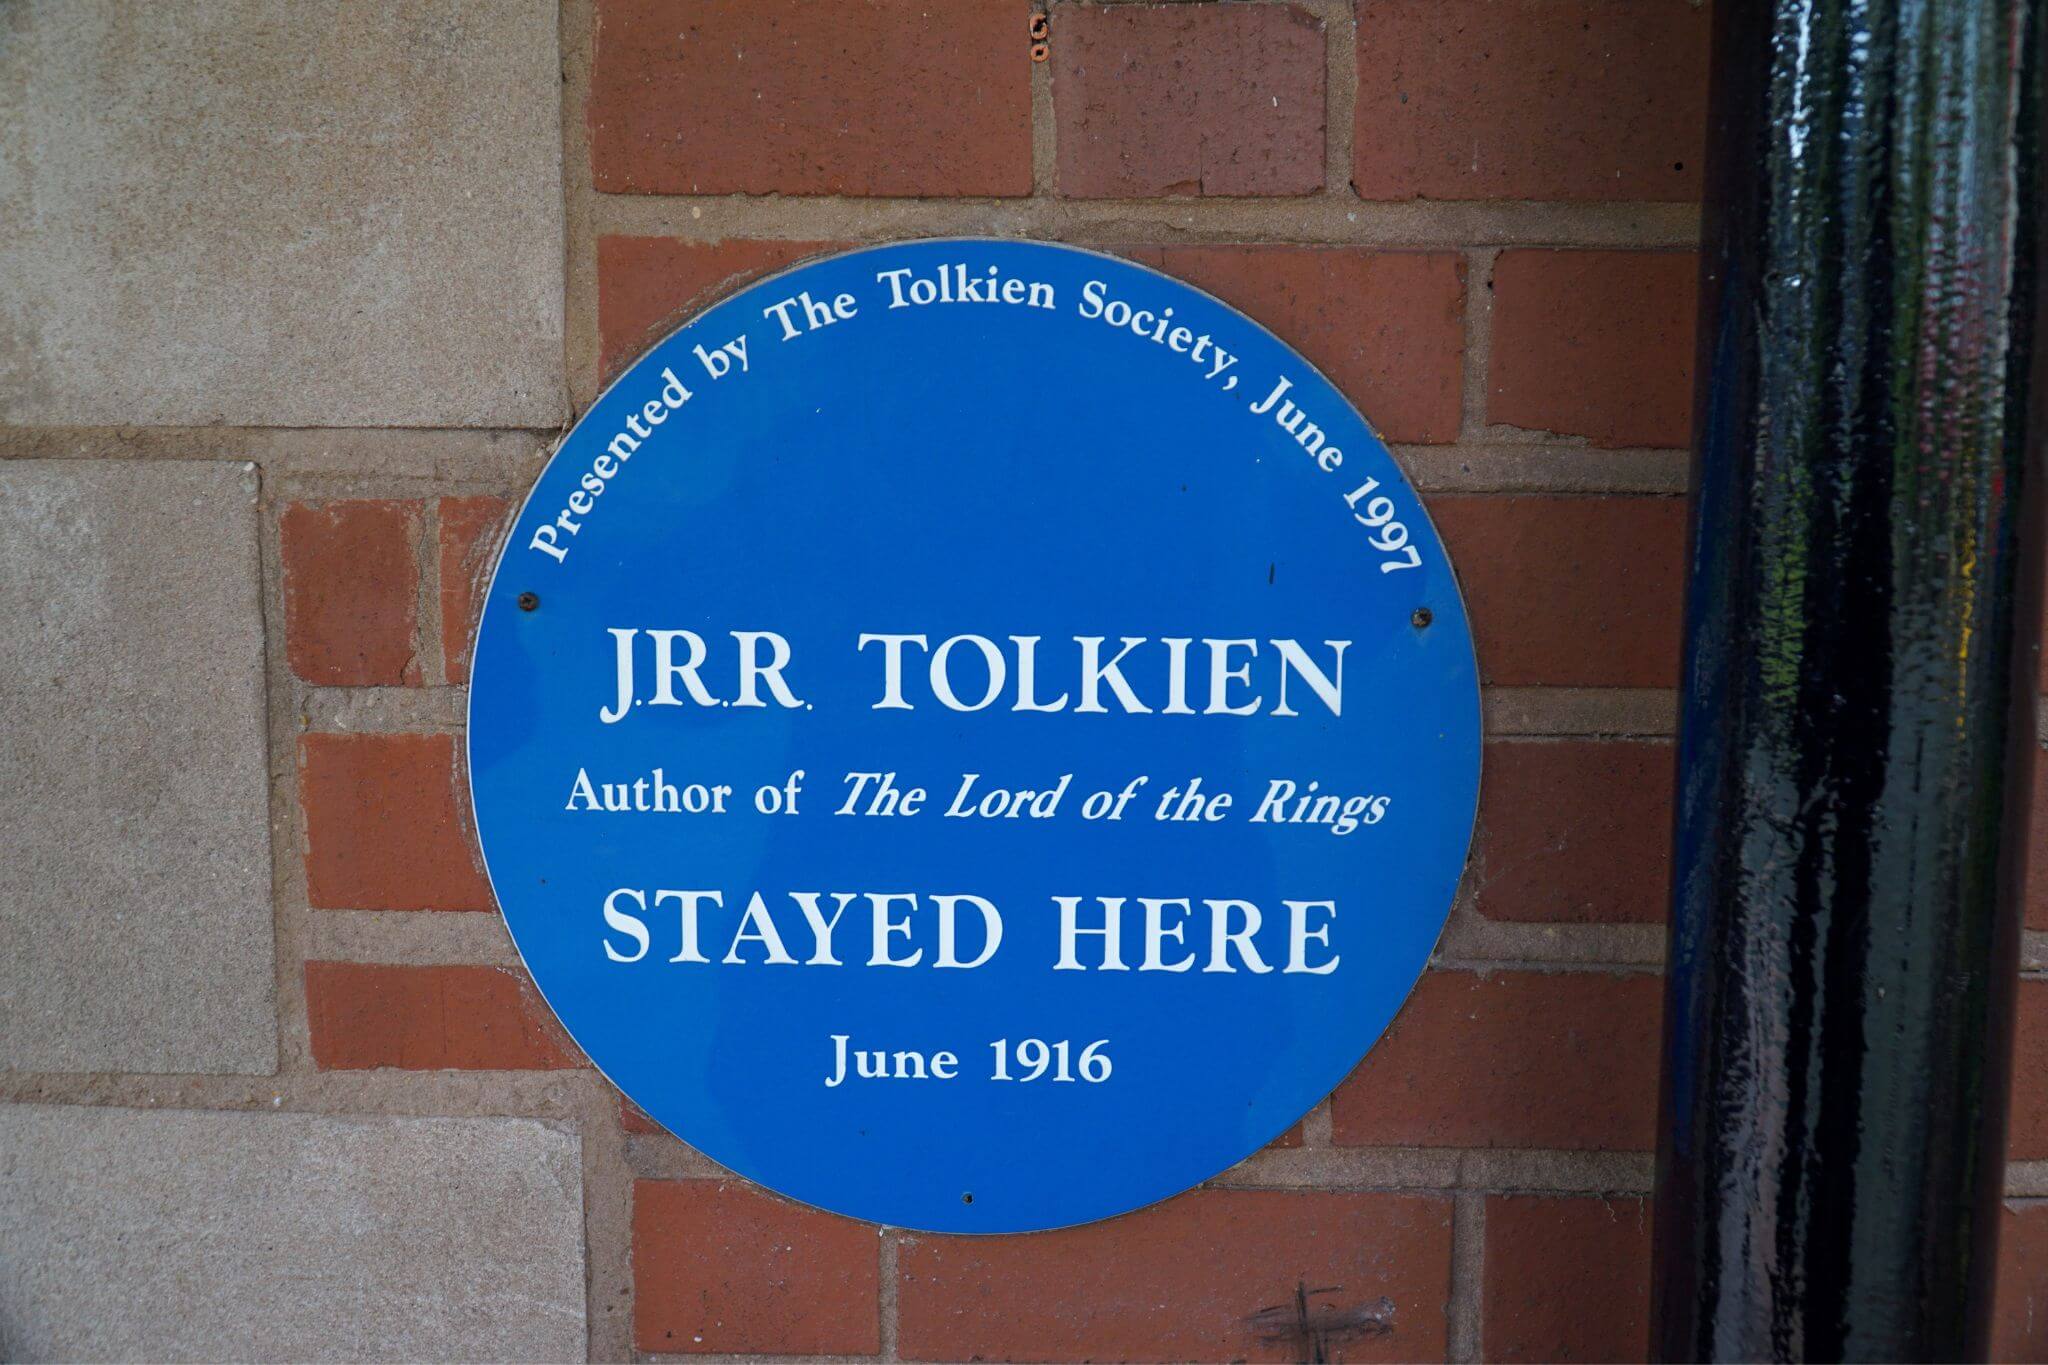 Presented by The Tolkien Society, June 1997
J.R.R. TOLKIEN
Author of The Lord of the Rings
STAYED HERE
June 1916